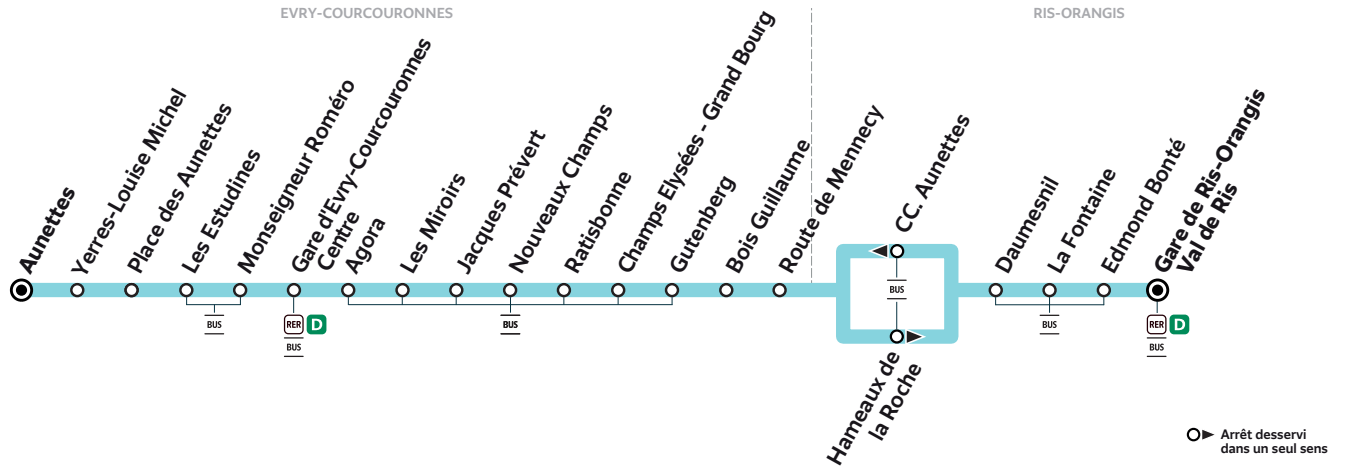 EVRY-COURCOURONNES
RIS-ORANGIS
Aunettes
Yerres-Louise Michel
Place des Aunettes
Les Estudines
Monseigneur Roméro
Gare d'Evry-Courcouronnes
Centre
Agora
Les Miroirs
Jacques Prévert
Nouveaux Champs
Ratisbonne
Champs Elysées - Grand Bourg
Gutenberg
Bois Guillaume
Route de Mennecy
CC. Aunettes
Hameaux de
la Roche
Daumesnil
La Fontaine
Edmond Bonté
Gare de Ris-Orangis
Val de Ris
BUS
RER D
BUS
BUS
BUS
BUS
RER D
BUS
Arrêt desservi
dans un seul sens